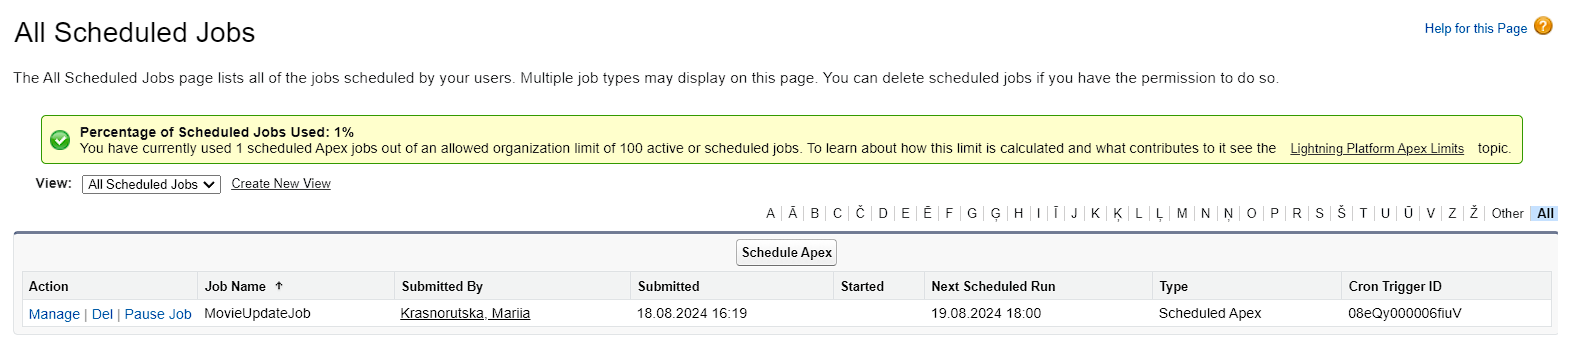 All Scheduled Jobs
Help for this Page ?
The All Scheduled Jobs page lists all of the jobs scheduled by your users. Multiple job types may display on this page. You can delete scheduled jobs if you have the permission to do so.
Percentage of Scheduled Jobs Used: 1%
You have currently used 1 scheduled Apex jobs out of an allowed organization limit of 100 active or scheduled jobs. To learn about how this limit is calculated and what contributes to it see the Lightning Platform Apex Limits topic.
View: All Scheduled Jobs Create New View
A | Ā | B | C | Č | D | E | Ē | F | G | Ģ | H | I | Ī | J | K | Ķ | L | Ļ | M | N | Ņ | O | P | R | S | Š | T | U | Ū | V | Z | Ž | Other | All
Schedule Apex
Action Job Name ↑ Submitted By Submitted Started Next Scheduled Run Type Cron Trigger ID
Manage | Del | Pause Job MovieUpdateJob Krasnorutska, Mariia 18.08.2024 16:19 19.08.2024 18:00 Scheduled Apex 08eQy000006fiuV